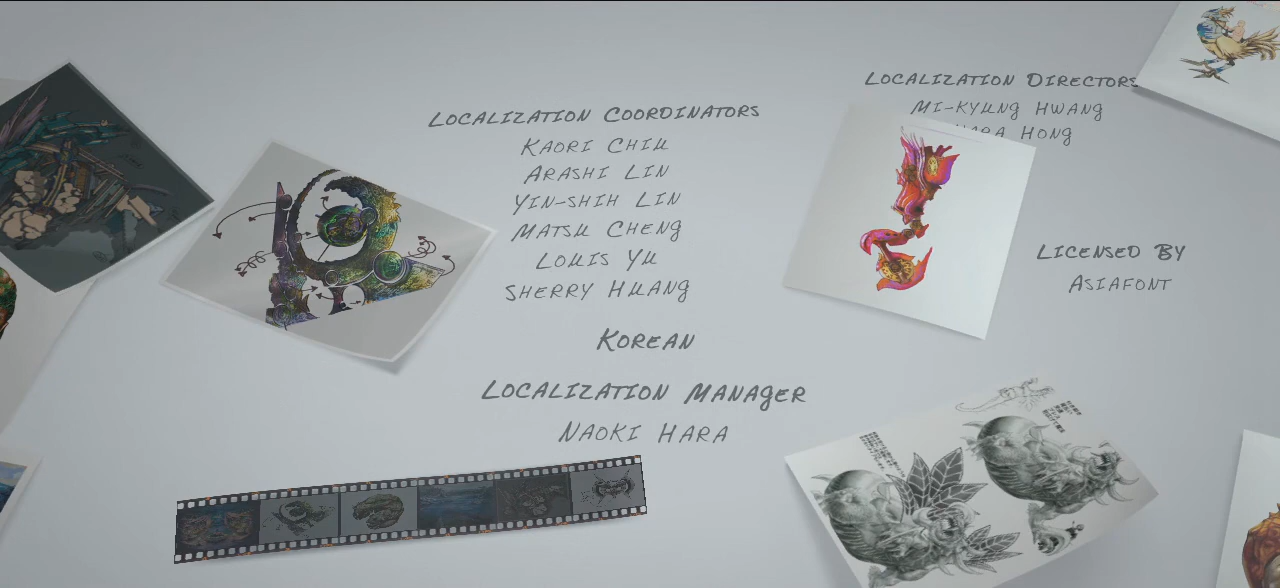 LOCALIZATION COORDINATORS
KAORI CHIU
ARASHI LIN
YIN-SHIH LIN
MATSU CHENG
LOUIS YU
SHERRY HUANG
KOREAN
LOCALIZATION MANAGER
NAOKI HARA
LOCALIZATION DIRECTORS
MI-KYUNG HWANG
HONG
LICENSED BY
ASIAFONT